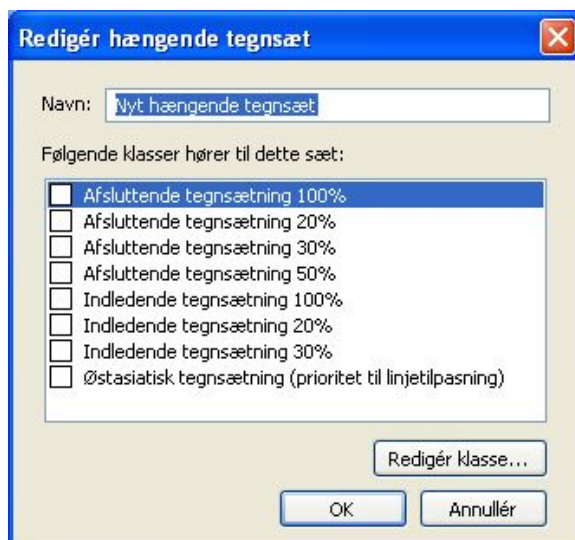 Redigér hængende tegnsæt
Navn: Nyt hængende tegnsæt
Følgende klasser hører til dette sæt:
Afsluttende tegnsætning 100%
Afsluttende tegnsætning 20%
Afsluttende tegnsætning 30%
Afsluttende tegnsætning 50%
Indledende tegnsætning 100%
Indledende tegnsætning 20%
Indledende tegnsætning 30%
Østasiatisk tegnsætning (prioritet til linjetilpasning)
Redigér klasse...
OK Annullér